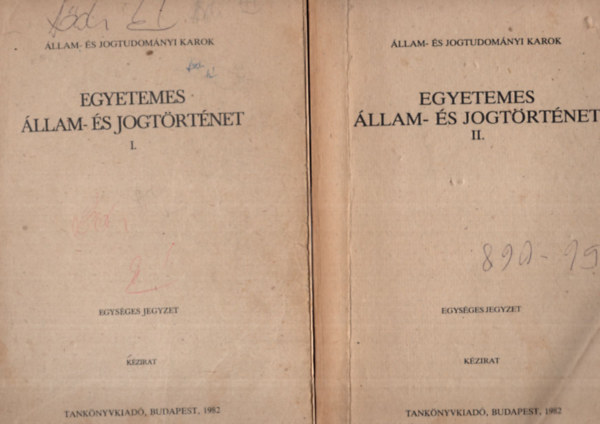 ÁLLAM- ÉS JOGTUDOMÁNYI KAROK
EGYETEMES
ÁLLAM- ÉS JOGTÖRTÉNET
I.
EGYSÉGES JEGYZET
KÉZIRAT
TANKÖNYVKIADÓ, BUDAPEST, 1982
ÁLLAM- ÉS JOGTUDOMÁNYI KAROK
EGYETEMES
ÁLLAM- ÉS JOGTÖRTÉNET
II.
890-19
EGYSÉGES JEGYZET
KÉZIRAT
TANKÖNYVKIADÓ, BUDAPEST, 1982